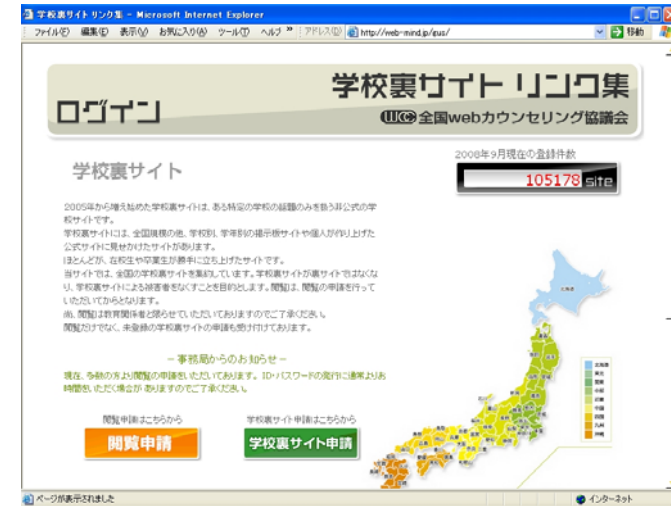 学校裏サイト リンク集 - Microsoft Internet Explorer
ファイル(F) 編集(E) 表示(V) お気に入り(A) ツール(T) ヘルプ » アドレス(D) http://web-mind.jp/gus/ 移動
学校裏サイト リンク集
ログイン
全国webカウンセリング協議会
2008年9月現在の登録件数
105178 site
学校裏サイト
2005年から増え始めた学校裏サイトは、ある特定の学校の話題のみを扱う非公式の学
校サイトです。
学校裏サイトには、全国規模の他、学校別、学年別の掲示板サイトや個人が作り上げた
公式サイトに見せかけたサイトがあります。
ほとんどが、在校生や卒業生が勝手に立ち上げたサイトです。
当サイトでは、全国の学校裏サイトを集約しています。学校裏サイトが裏サイトではなくな
り、学校裏サイトによる被害者をなくすことを目的とします。閲覧は、閲覧の申請を行って
いただいてからとなります。
尚、閲覧は教育関係者と限らせていただいておりますのでご了承ください。
閲覧だけでなく、未登録の学校裏サイトの申請も受け付けております。
- 事務局からのお知らせ -
現在、多数の方より閲覧の申請をいただいております。ID・パスワードの発行に通常よりお
時間をいただく場合がありますのでご了承ください。
閲覧申請はこちらから 学校裏サイト申請はこちらから
閲覧申請 学校裏サイト申請
北海道
北海道
東北
関東
中部
近畿
中国
四国
九州
沖縄
ページが表示されました インターネット